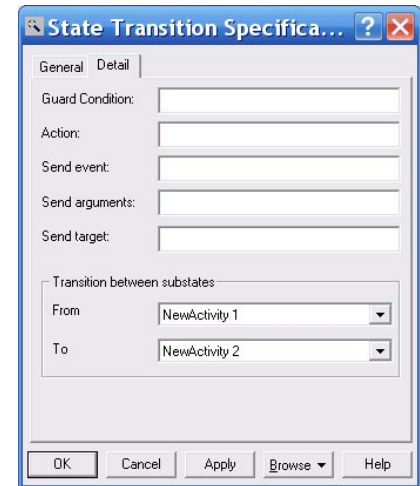 State Transition Specifica...
General Detail
Guard Condition:
Action:
Send event:
Send arguments:
Send target:
Transition between substates
From NewActivity 1
To NewActivity 2
OK Cancel Apply Browse Help